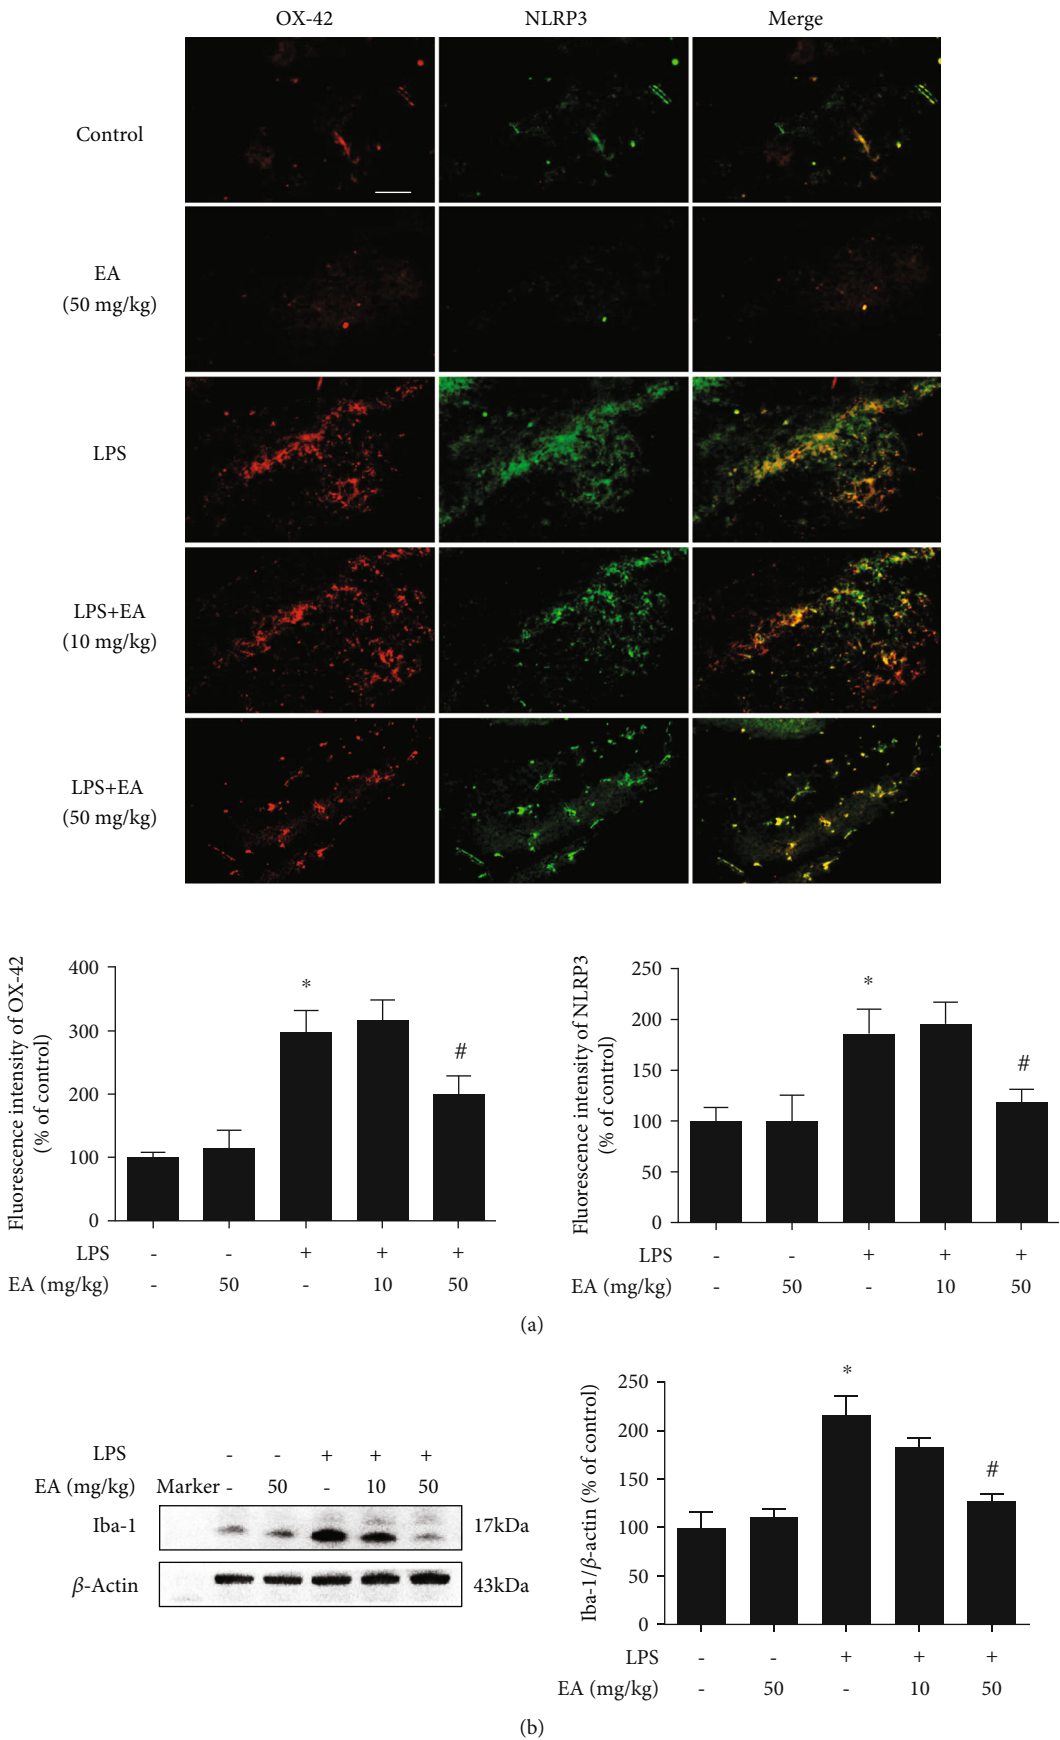 OX-42 NLRP3 Merge
Control
EA
(50 mg/kg)
LPS
LPS+EA
(10 mg/kg)
LPS+EA
(50 mg/kg)
Fluorescence intensity of OX-42
(% of control)
400
300
200
100
0
*
#
LPS - - + + +
EA (mg/kg) - 50 - 10 50
Fluorescence intensity of NLRP3
(% of control)
250
200
150
100
50
0
*
#
LPS - - + + +
EA (mg/kg) - 50 - 10 50
(a)
LPS - - + + +
EA (mg/kg) Marker - 50 - 10 50
Iba-1 17kDa
β-Actin 43kDa
Iba-1/β-actin (% of control)
250
200
150
100
50
0
*
#
LPS - - + + +
EA (mg/kg) - 50 - 10 50
(b)